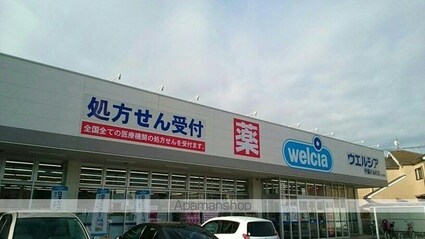 処方せん受付
全国全ての医療機関の処方せんを受付ます。
薬
welcia
ウエルシア
Apamanshop